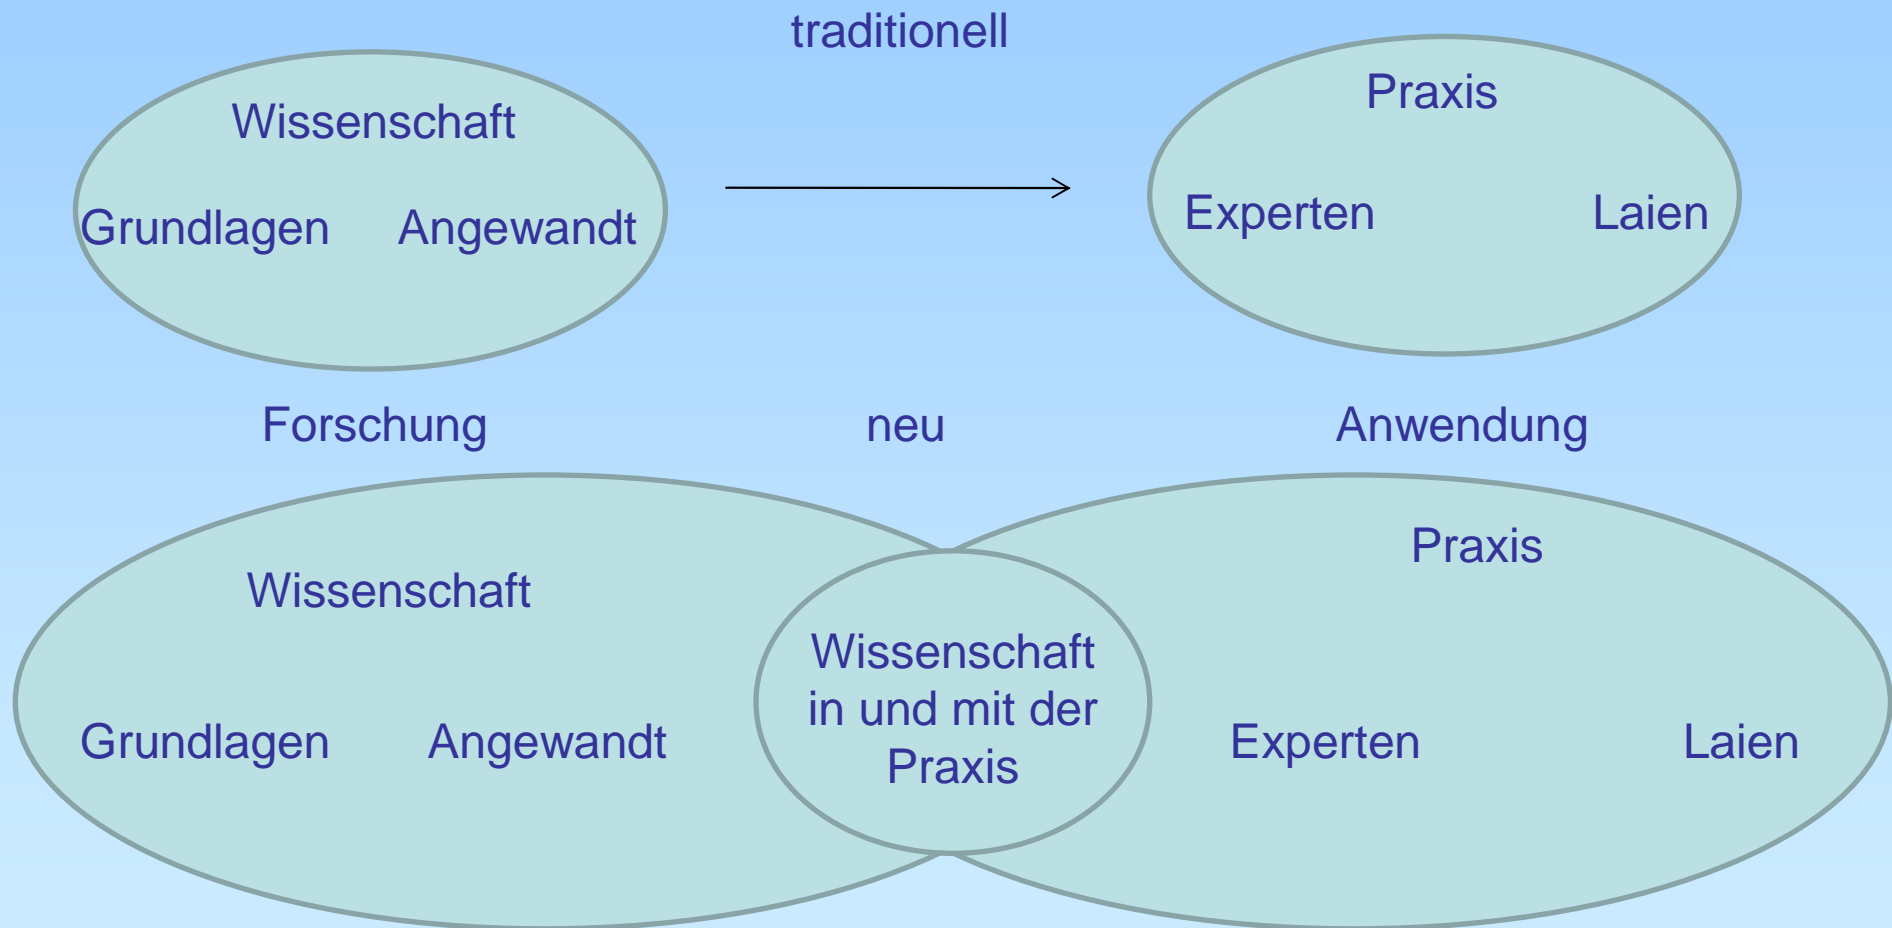 traditionell
Wissenschaft
Grundlagen Angewandt
Praxis
Experten Laien
Forschung neu Anwendung
Wissenschaft
Grundlagen Angewandt
Wissenschaft
in und mit der
Praxis
Praxis
Experten Laien